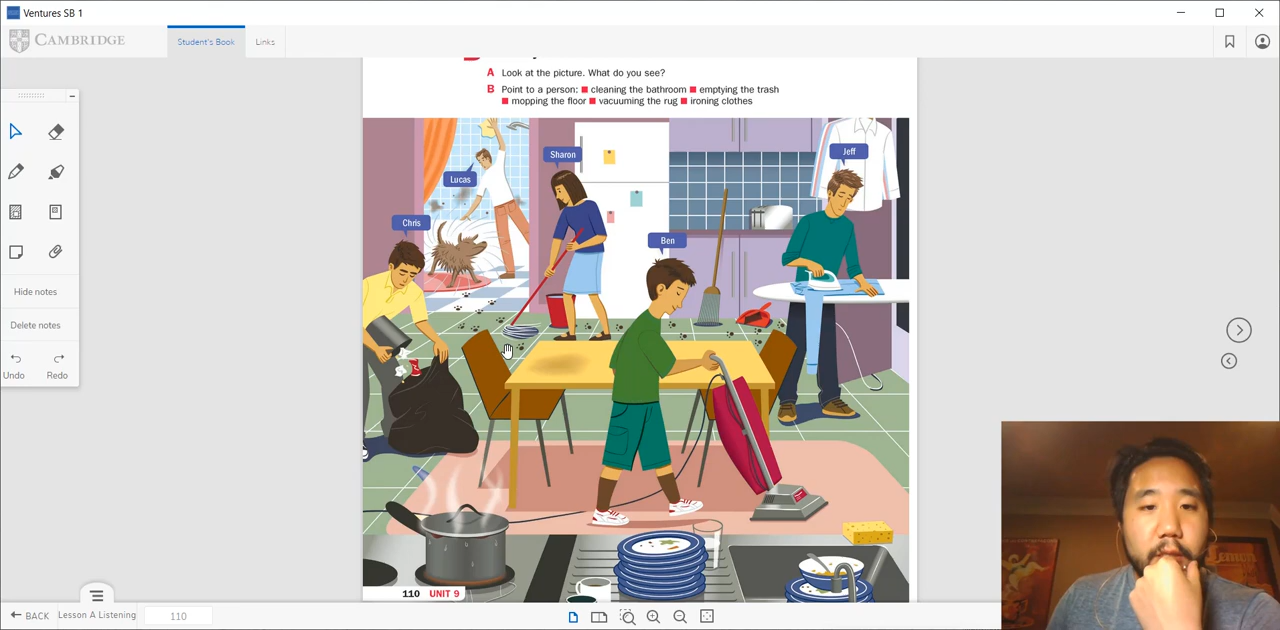 Ventures SB 1
CAMBRIDGE
Student's Book
Links
A Look at the picture. What do you see?
B Point to a person: ■ cleaning the bathroom ■ emptying the trash
■ mopping the floor ■ vacuuming the rug ■ ironing clothes
Jeff
Sharon
Lucas
Chris
Ben
Hide notes
Delete notes
Undo
Redo
110 UNIT 9
BACK
Lesson A Listening
110